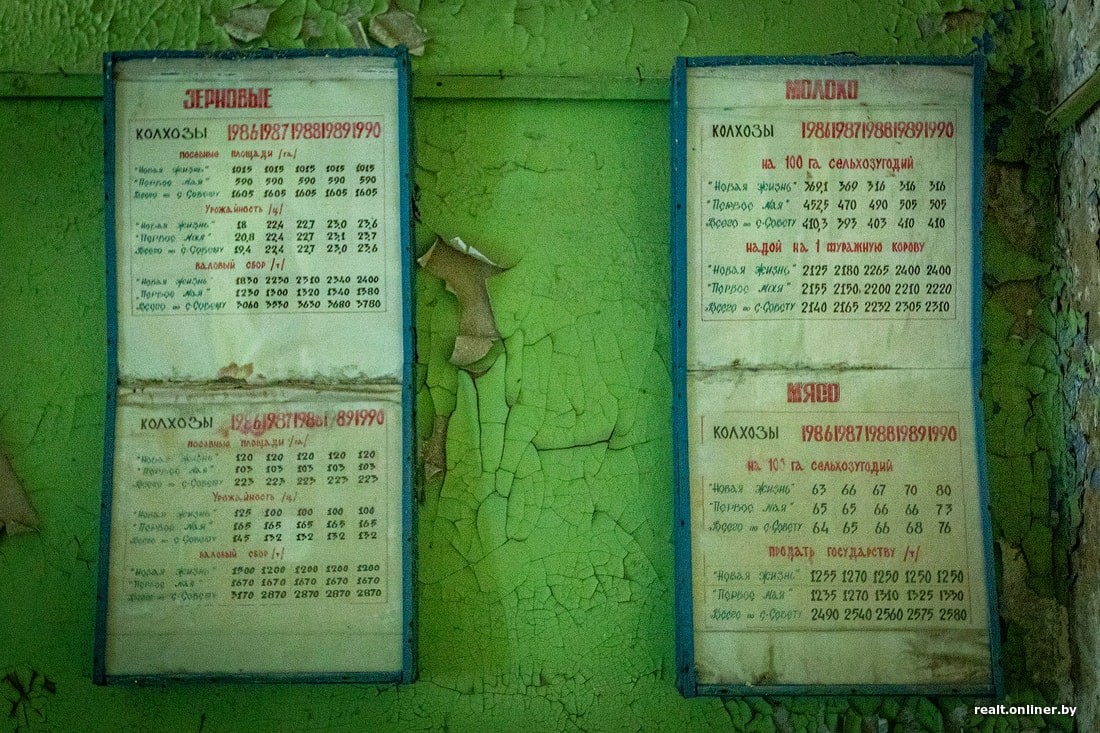 ЗЕРНОВЫЕ
КОЛХОЗЫ 1986 1987 1988 1989 1990
посевные площади /га/
"Новая жизнь" 1015 1015 1015 1015 1015
"Первое мая" 590 590 590 590 590
Всего по с-Совету 1605 1605 1605 1605 1605
Урожайность /ц/
"Новая жизнь" 18 22,4 22,7 23,0 23,6
"Первое мая" 20,8 22,4 22,7 23,1 23,7
Всего по с-Совету 19,4 22,4 22,7 23,0 23,6
валовый сбор /т/
"Новая жизнь" 1830 2230 2310 2340 2400
"Первое мая" 1230 1300 1320 1340 1380
Всего по с-Совету 3060 3530 3630 3680 3780
КОЛХОЗЫ 1986 1987 198 89 1990
посевные площади /га/
"Новая жизнь" 120 120 120 120 120
"Первое мая" 103 103 103 103 103
Всего по с-Совету 223 223 223 223 223
Урожайность /ц/
"Новая жизнь" 125 100 100 100 100
"Первое мая" 165 165 165 165 165
Всего по с-Совету 145 132 132 132 132
валовый сбор /т/
"Новая жизнь" 1500 1200 1200 1200 1200
"Первое мая" 1670 1670 1670 1670 1670
Всего по с-Совету 3170 2870 2870 2870 2870
МОЛОКО
КОЛХОЗЫ 1986 1987 1988 1989 1990
на 100 га сельхозугодий
"Новая жизнь" 369,1 369 316 316 316
"Первое мая" 452,5 470 490 505 505
Всего по с-Совету 410,3 393 403 410 410
надой на 1 фуражную корову
"Новая жизнь" 2125 2180 2265 2400 2400
"Первое мая" 2155 2150 2200 2210 2220
Всего по с-Совету 2140 2165 2232 2305 2310
МЯСО
КОЛХОЗЫ 1986 1987 1988 1989 1990
на 100 га сельхозугодий
"Новая жизнь" 63 66 67 70 80
"Первое мая" 65 65 66 66 73
Всего по с-Совету 64 65 66 68 76
продать государству /т/
"Новая жизнь" 1255 1270 1250 1250 1250
"Первое мая" 1235 1270 1310 1325 1330
Всего по с-Совету 2490 2540 2560 2575 2580
realt.onliner.by